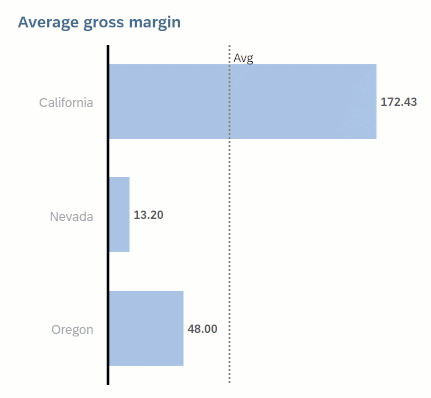 Average gross margin
Avg
California
172.43
Nevada
13.20
Oregon
48.00